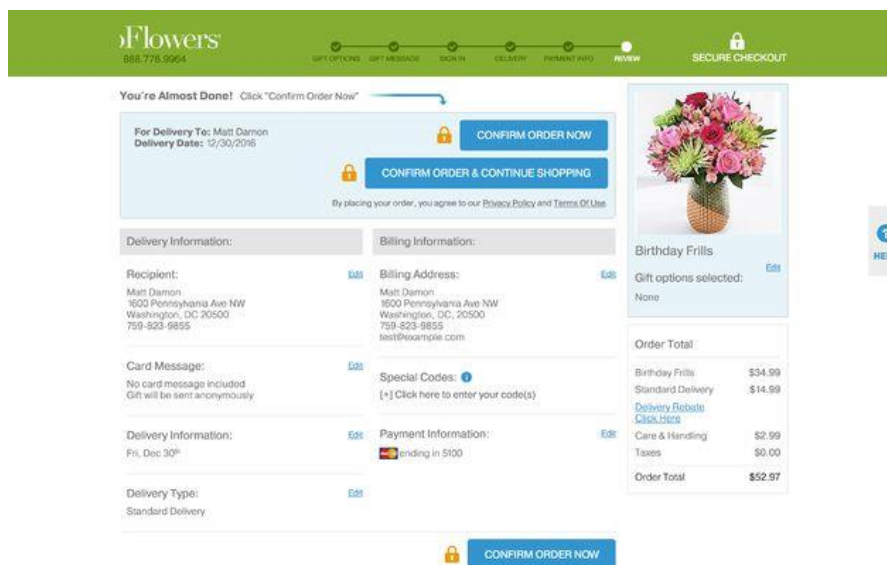 Flowers
888.776.9964
GIFT OPTIONS GIFT MESSAGE SIGN IN DELIVERY PAYMENT INFO REVIEW
SECURE CHECKOUT
You're Almost Done! Click "Confirm Order Now"
For Delivery To: Matt Damon
Delivery Date: 12/30/2016
CONFIRM ORDER NOW
CONFIRM ORDER & CONTINUE SHOPPING
By placing your order, you agree to our Privacy Policy and Terms Of Use
Delivery Information:
Recipient: Edit
Matt Damon
1600 Pennsylvania Ave NW
Washington, DC 20500
759-823-9855
Card Message: Edit
No card message included
Gift will be sent anonymously
Delivery Information: Edit
Fri, Dec 30th
Delivery Type: Edit
Standard Delivery
Billing Information:
Billing Address: Edit
Matt Damon
1600 Pennsylvania Ave NW
Washington, DC, 20500
759-823-9855
test@example.com
Special Codes:
[+] Click here to enter your code(s)
Payment Information: Edit
ending in 5100
CONFIRM ORDER NOW
Birthday Frills
Edit
Gift options selected:
None
Order Total
Birthday Frills $34.99
Standard Delivery $14.99
Delivery Rebate
Click Here
Care & Handling $2.99
Taxes $0.00
Order Total $52.97